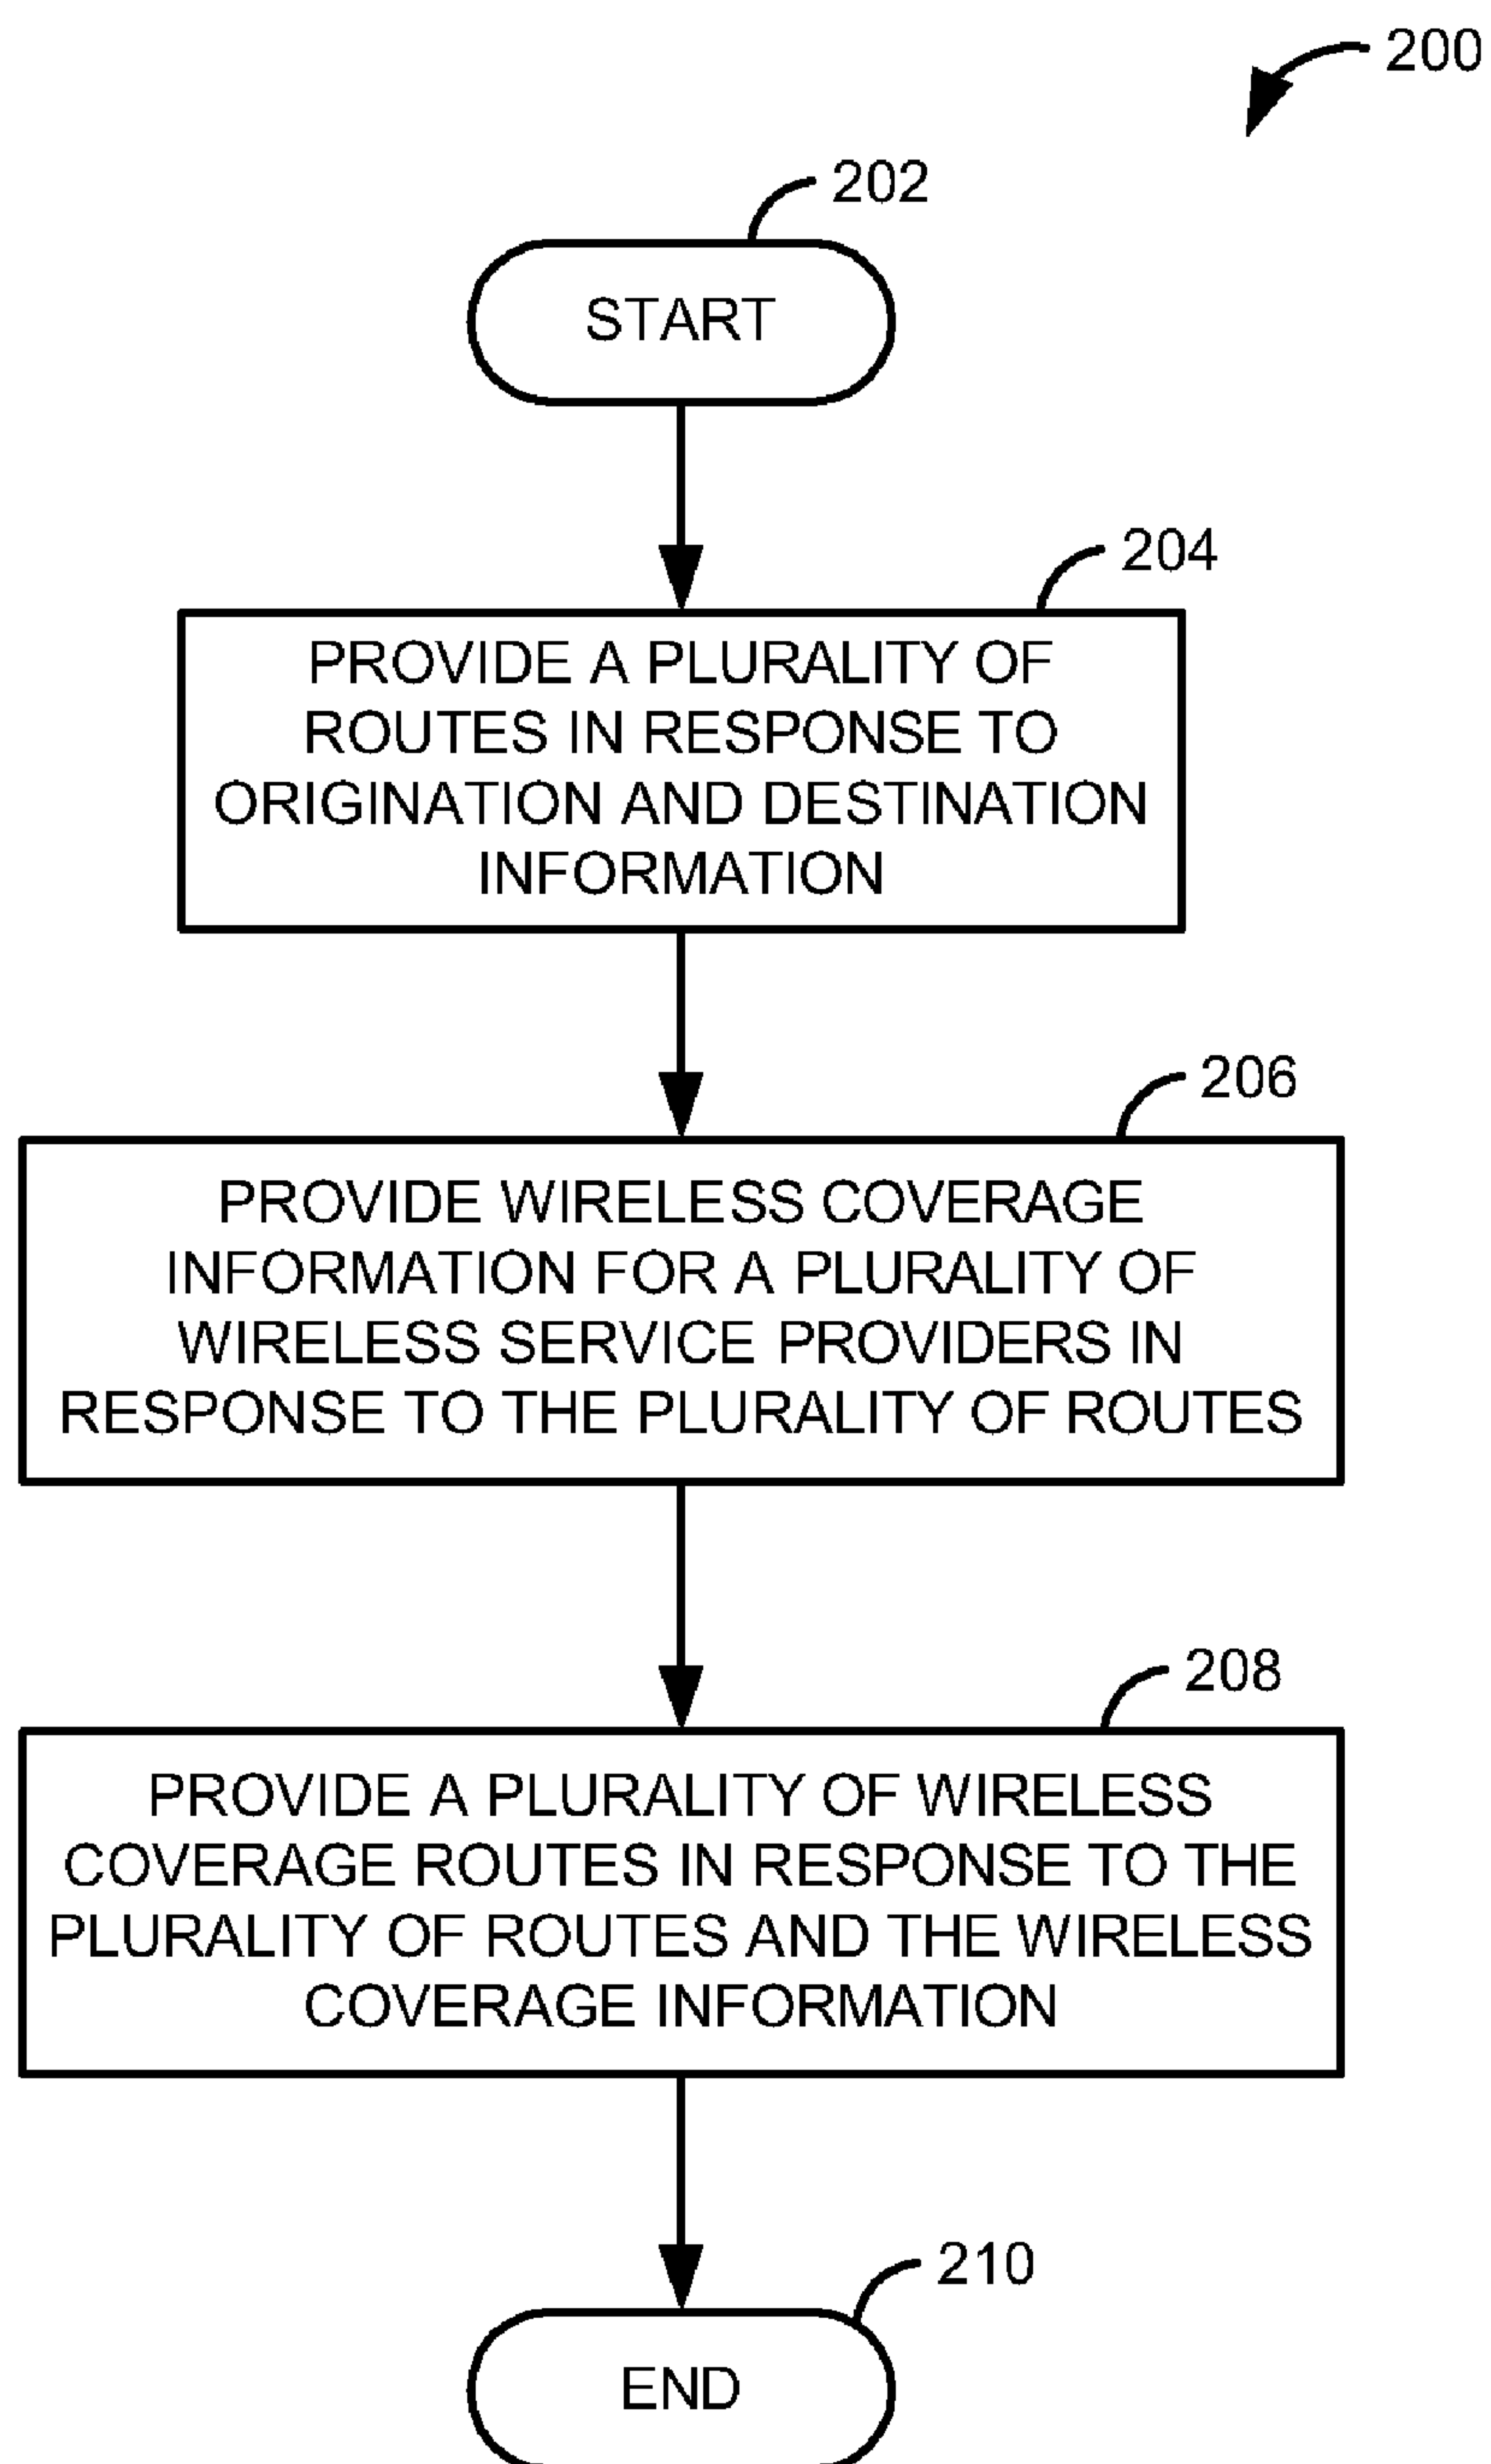 200
202
START
204
PROVIDE A PLURALITY OF
ROUTES IN RESPONSE TO
ORIGINATION AND DESTINATION
INFORMATION
206
PROVIDE WIRELESS COVERAGE
INFORMATION FOR A PLURALITY OF
WIRELESS SERVICE PROVIDERS IN
RESPONSE TO THE PLURALITY OF ROUTES
208
PROVIDE A PLURALITY OF WIRELESS
COVERAGE ROUTES IN RESPONSE TO THE
PLURALITY OF ROUTES AND THE WIRELESS
COVERAGE INFORMATION
210
END